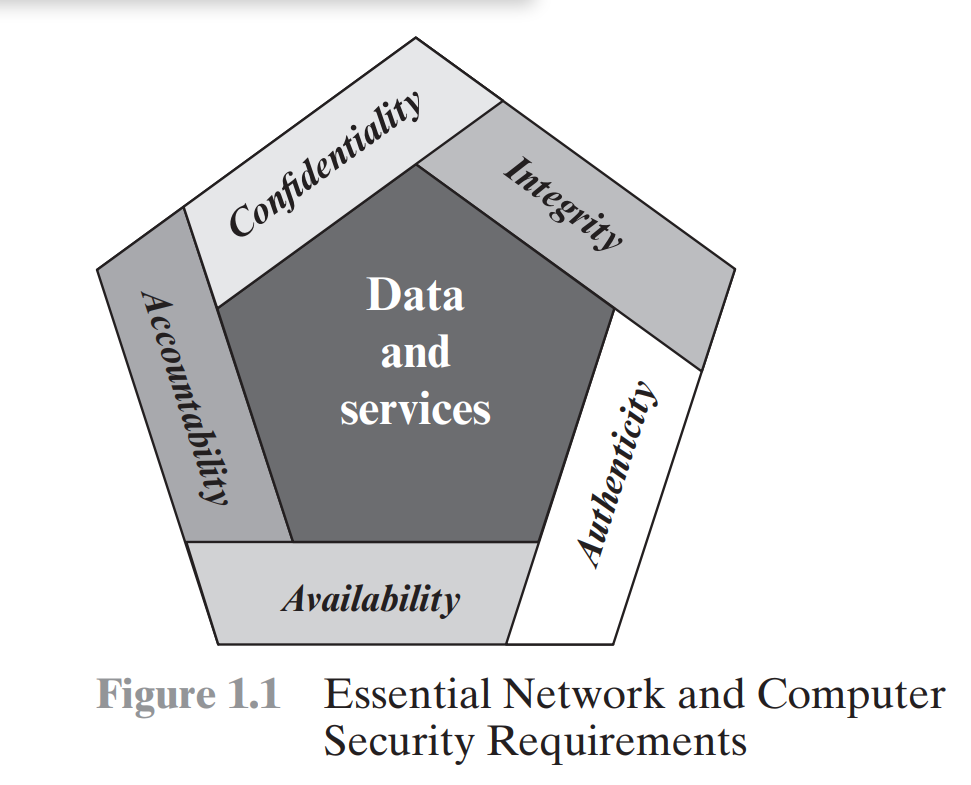 Confidentiality
Integrity
Accountability
Data
and
services
Authenticity
Availability
Figure 1.1 Essential Network and Computer
Security Requirements